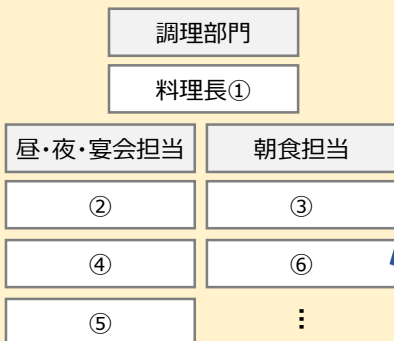 調理部門
料理長①
昼・夜・宴会担当 朝食担当
② ③
④ ⑥
⑤ ⋮